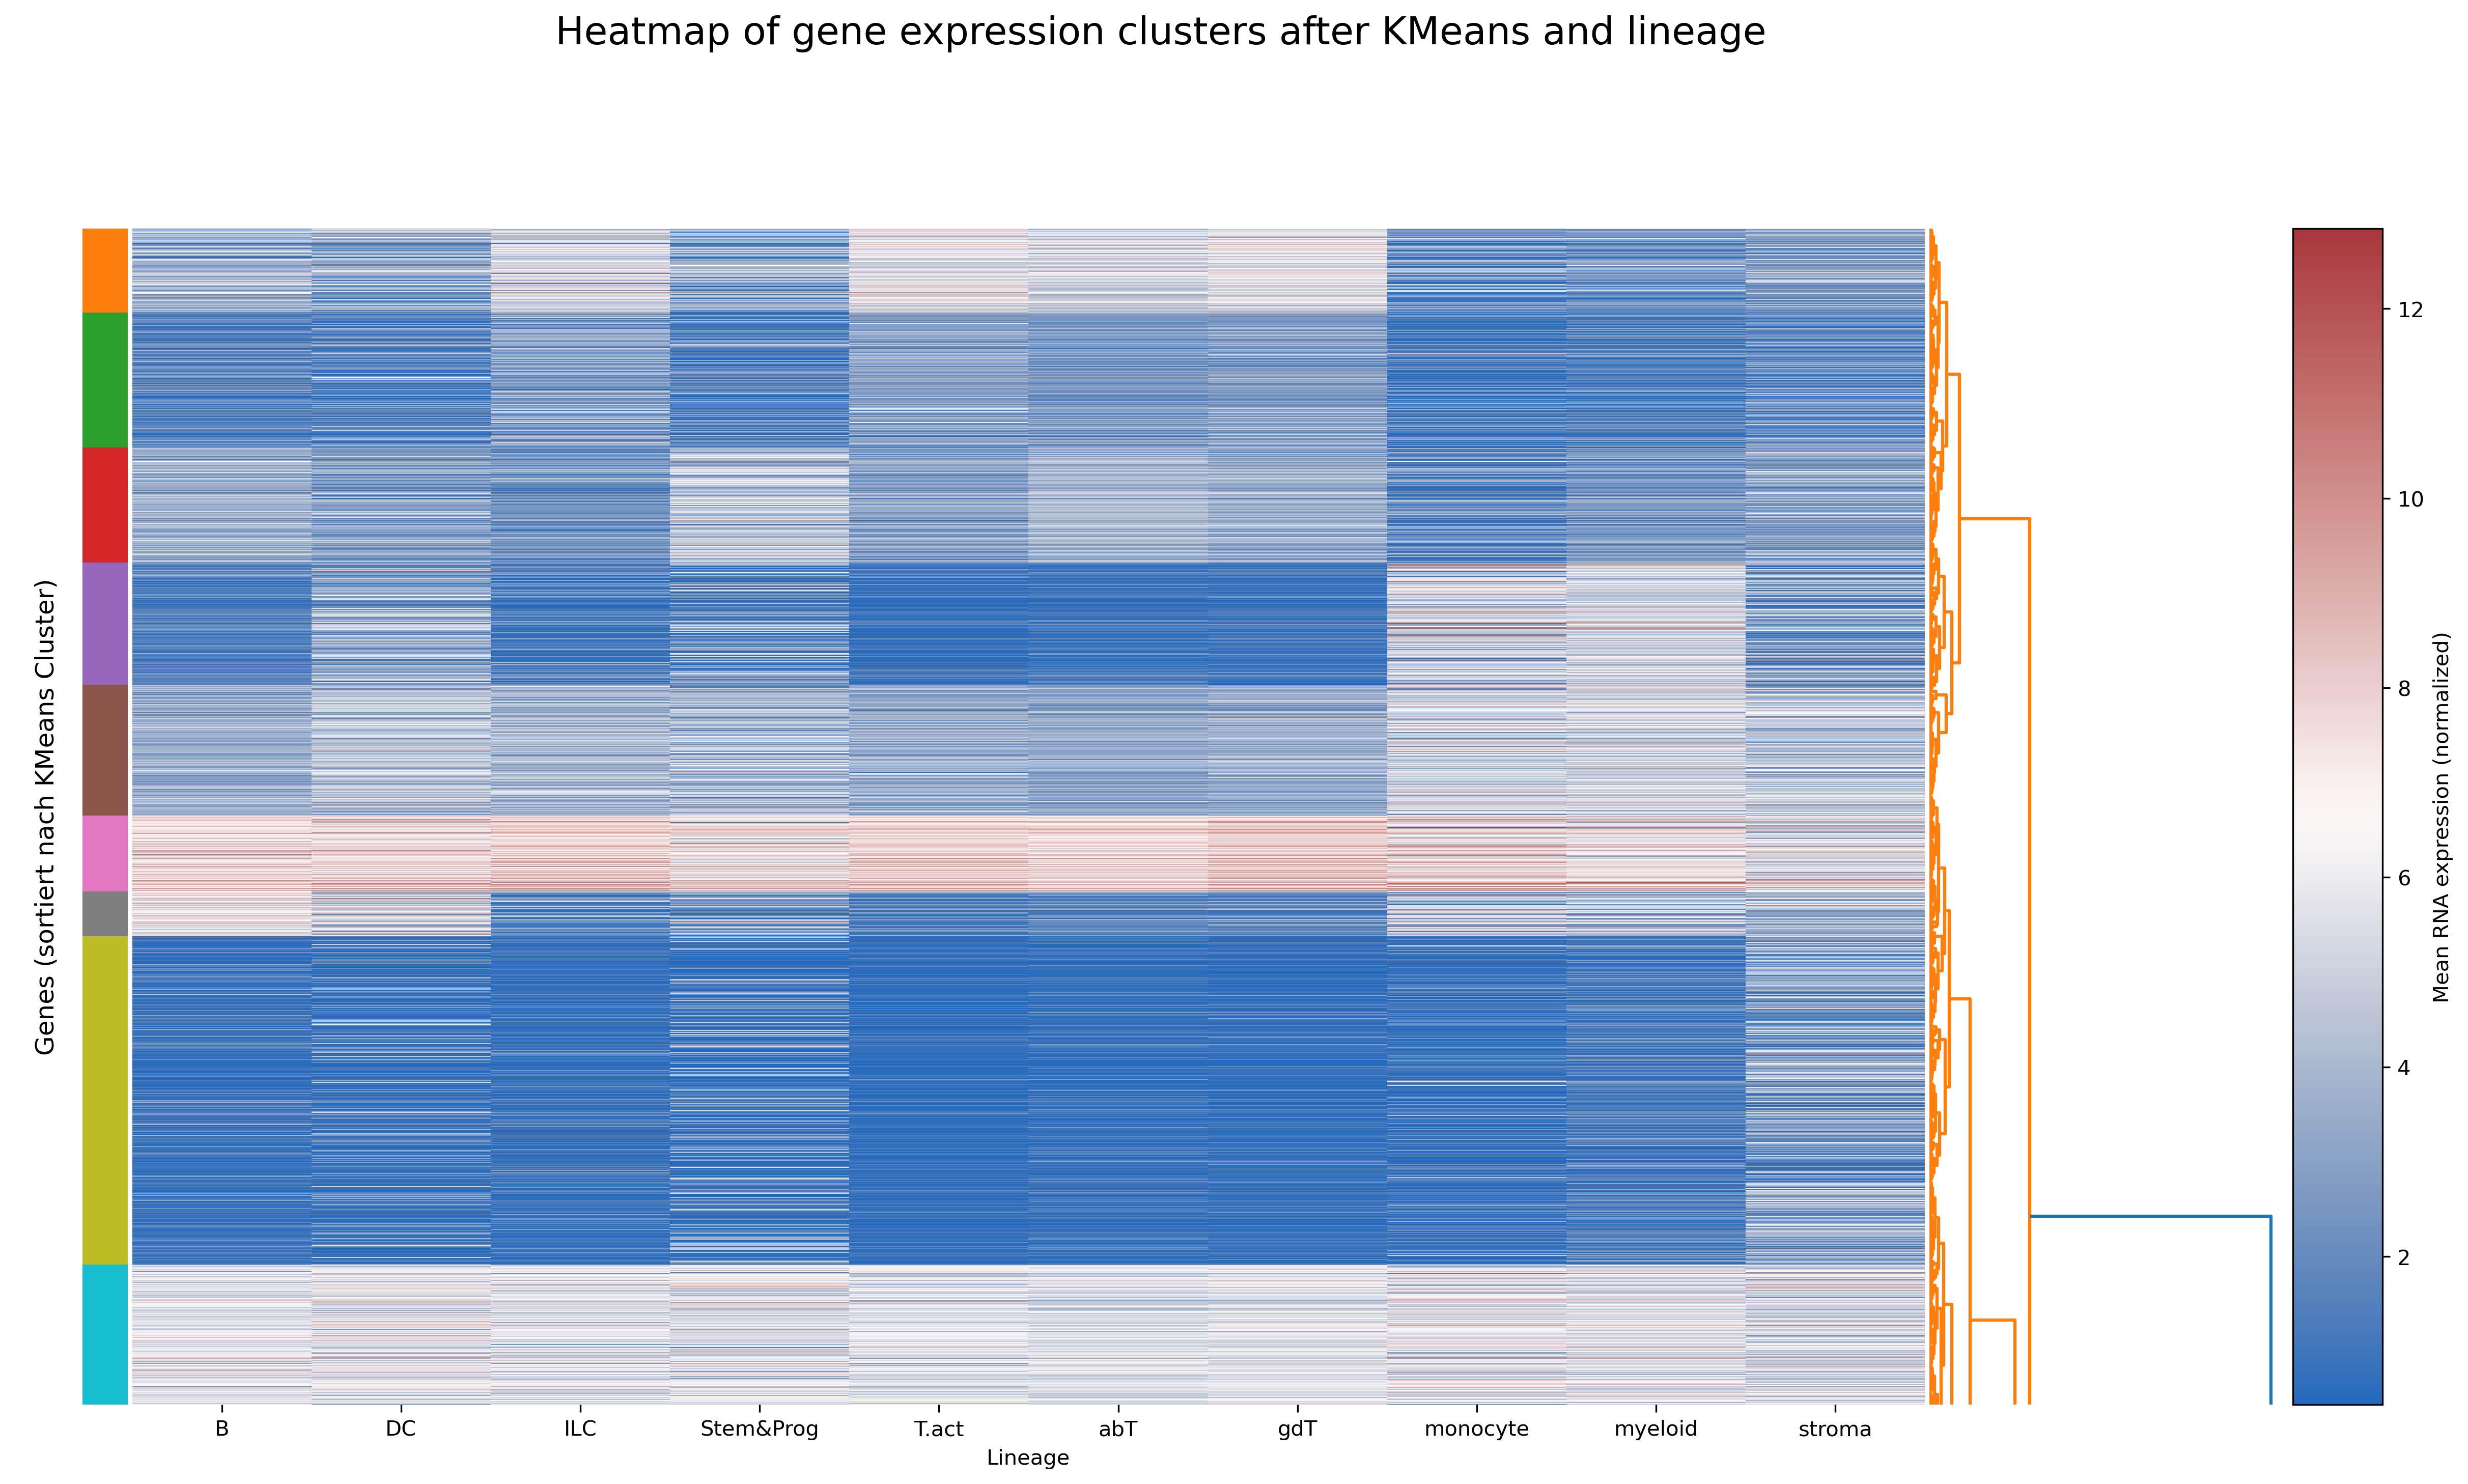 Heatmap of gene expression clusters after KMeans and lineage
Genes (sortiert nach KMeans Cluster)
B DC ILC Stem&Prog T.act abT gdT monocyte myeloid stroma
Lineage
12
10
8
6
4
2
Mean RNA expression (normalized)